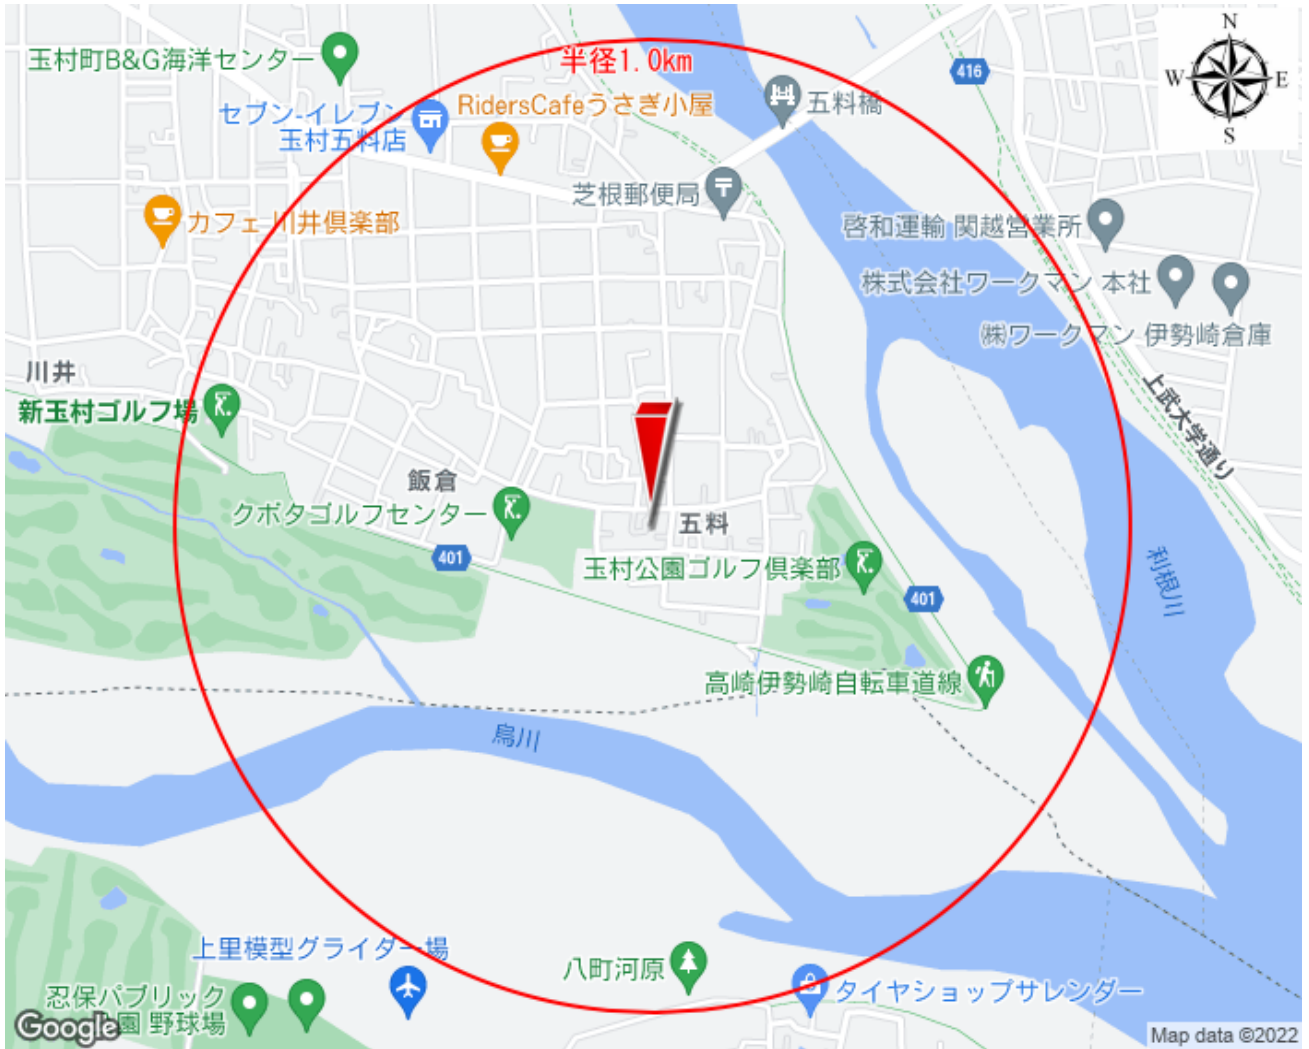 N
W E
S
半径1.0km
玉村町B&G海洋センター
セブン-イレブン
玉村五料店
RidersCafeうさぎ小屋
五料橋
416
芝根郵便局
カフェ 川井倶楽部
啓和運輸 関越営業所
株式会社ワークマン 本社
㈱ワークマン 伊勢崎倉庫
川井
新玉村ゴルフ場
上武大学通り
飯倉
クボタゴルフセンター
五料
401
玉村公園ゴルフ倶楽部
401
利根川
高崎伊勢崎自転車道線
烏川
上里模型グライダー場
八町河原
忍保パブリック
園 野球場
タイヤショップサレンダー
Google
Map data ©2022